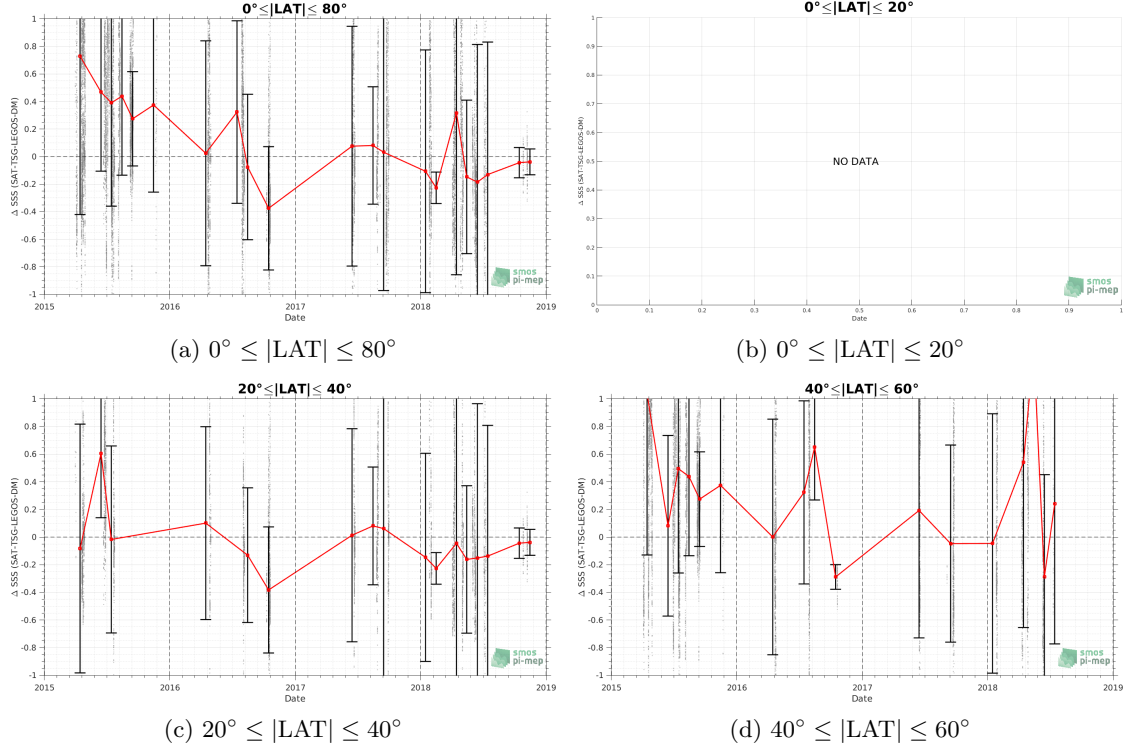 0°≤|LAT|≤ 80°
Δ SSS (SAT-TSG-LEGOS-DM)
1
0.8
0.6
0.4
0.2
0
-0.2
-0.4
-0.6
-0.8
-1
2015 2016 2017 2018 2019
Date
smos
pi-mep
(a) 0° ≤ |LAT| ≤ 80°
0°≤|LAT|≤ 20°
Δ SSS (SAT-TSG-LEGOS-DM)
1
0.9
0.8
0.7
0.6
0.5
0.4
0.3
0.2
0.1
0
NO DATA
0 0.1 0.2 0.3 0.4 0.5 0.6 0.7 0.8 0.9 1
Date
smos
pi-mep
(b) 0° ≤ |LAT| ≤ 20°
20°≤|LAT|≤ 40°
Δ SSS (SAT-TSG-LEGOS-DM)
1
0.8
0.6
0.4
0.2
0
-0.2
-0.4
-0.6
-0.8
-1
2015 2016 2017 2018 2019
Date
smos
pi-mep
(c) 20° ≤ |LAT| ≤ 40°
40°≤|LAT|≤ 60°
Δ SSS (SAT-TSG-LEGOS-DM)
1
0.8
0.6
0.4
0.2
0
-0.2
-0.4
-0.6
-0.8
-1
2015 2016 2017 2018 2019
Date
smos
pi-mep
(d) 40° ≤ |LAT| ≤ 60°